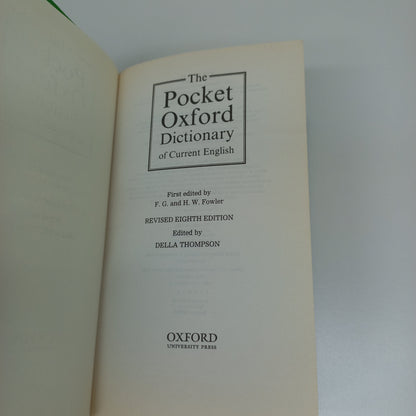 The
Pocket
Oxford
Dictionary
of Current English
First edited by
F. G. and H. W. Fowler
REVISED EIGHTH EDITION
Edited by
DELLA THOMPSON
OXFORD
UNIVERSITY PRESS